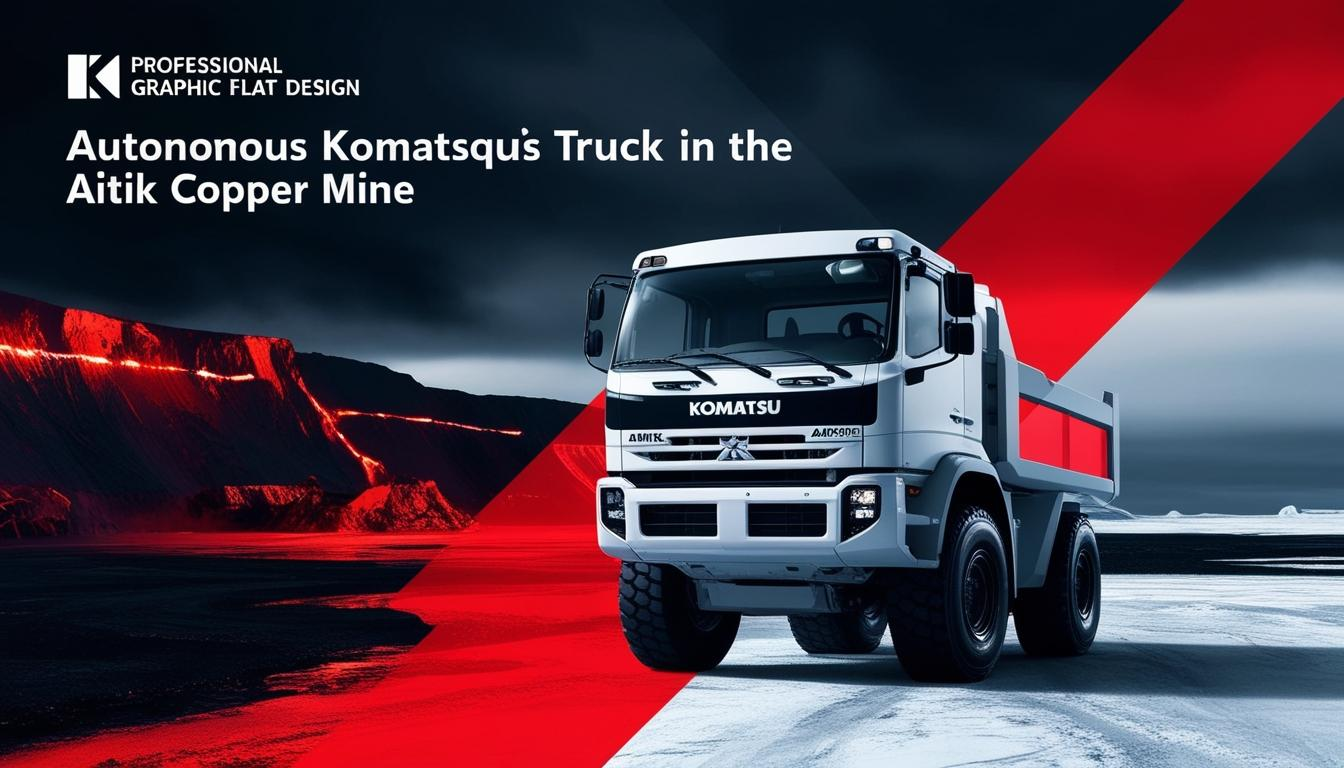 PROFESSIONAL
GRAPHIC FLAT DESIGN
Autononous Komatsqu's Truck in the
Aitik Copper Mine
KOMATSU